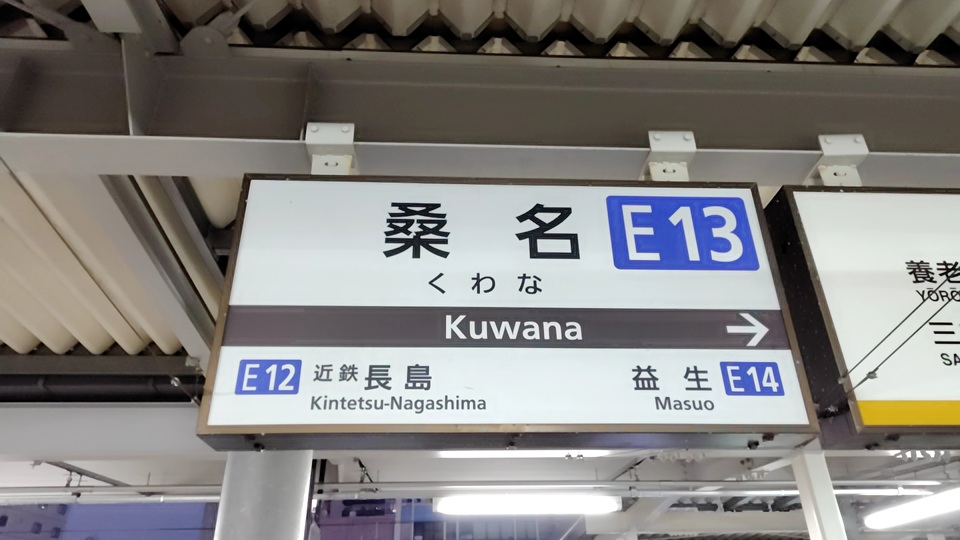 桑名 E13
くわな
Kuwana →
E12 近鉄長島 益生 E14
Kintetsu-Nagashima Masuo
養老